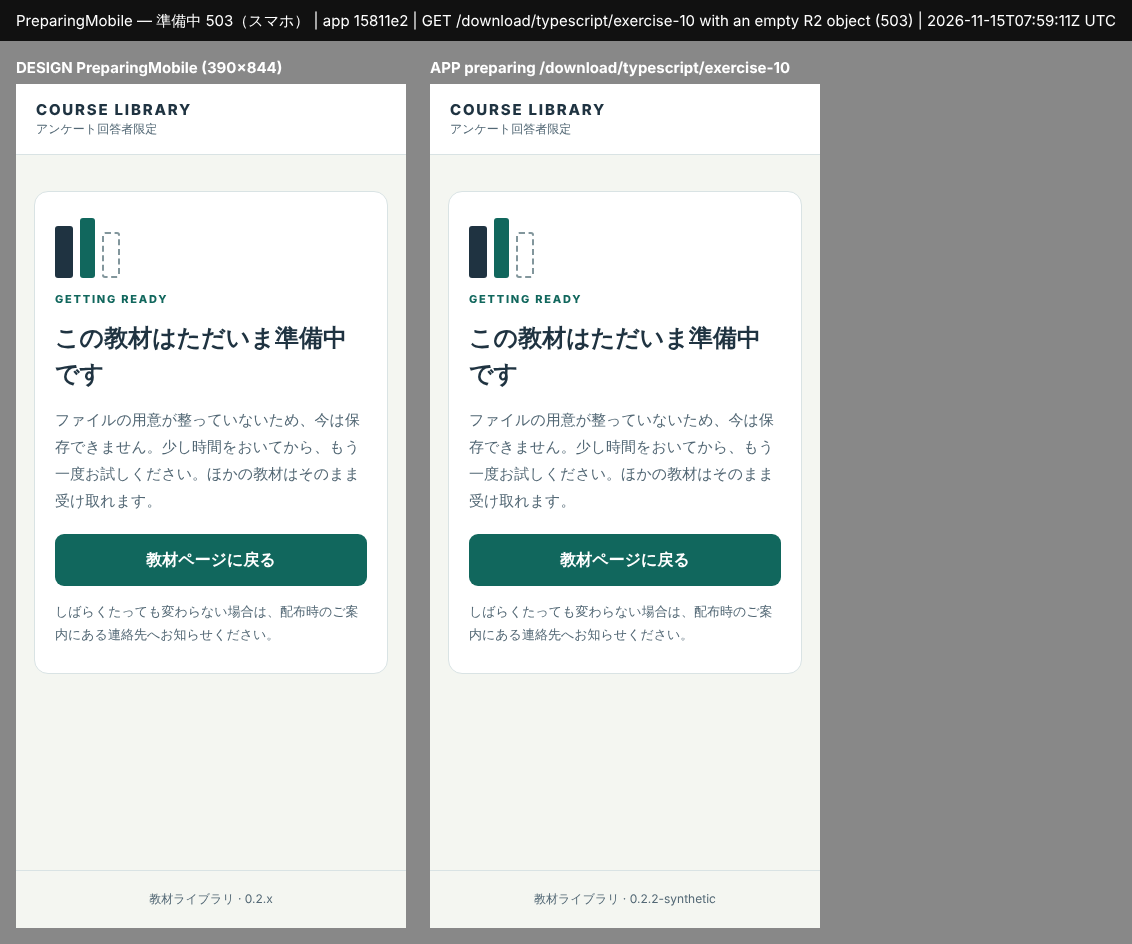 PreparingMobile — 準備中 503（スマホ） | app 15811e2 | GET /download/typescript/exercise-10 with an empty R2 object (503) | 2026-11-15T07:59:11Z UTC
DESIGN PreparingMobile (390×844)
COURSE LIBRARY
アンケート回答者限定
GETTING READY
この教材はただいま準備中
です
ファイルの用意が整っていないため、今は保
存できません。少し時間をおいてから、もう
一度お試しください。ほかの教材はそのまま
受け取れます。
教材ページに戻る
しばらくたっても変わらない場合は、配布時のご案
内にある連絡先へお知らせください。
教材ライブラリ · 0.2.x
APP preparing /download/typescript/exercise-10
COURSE LIBRARY
アンケート回答者限定
GETTING READY
この教材はただいま準備中
です
ファイルの用意が整っていないため、今は保
存できません。少し時間をおいてから、もう
一度お試しください。ほかの教材はそのまま
受け取れます。
教材ページに戻る
しばらくたっても変わらない場合は、配布時のご案
内にある連絡先へお知らせください。
教材ライブラリ · 0.2.2-synthetic